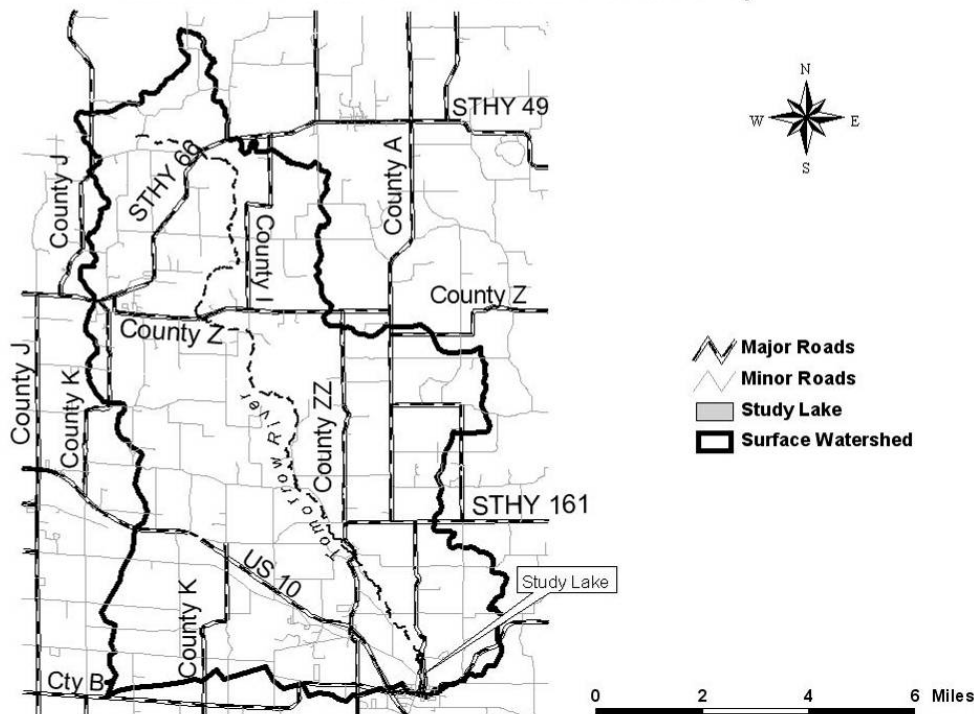 STHY 49
N
W E
S
County J
STHY 66
County A
County I
County Z
County Z
County J
County K
County ZZ
Tomorrow River
Major Roads
Minor Roads
Study Lake
Surface Watershed
STHY 161
US 10
Study Lake
County K
Cty B
0 2 4 6 Miles